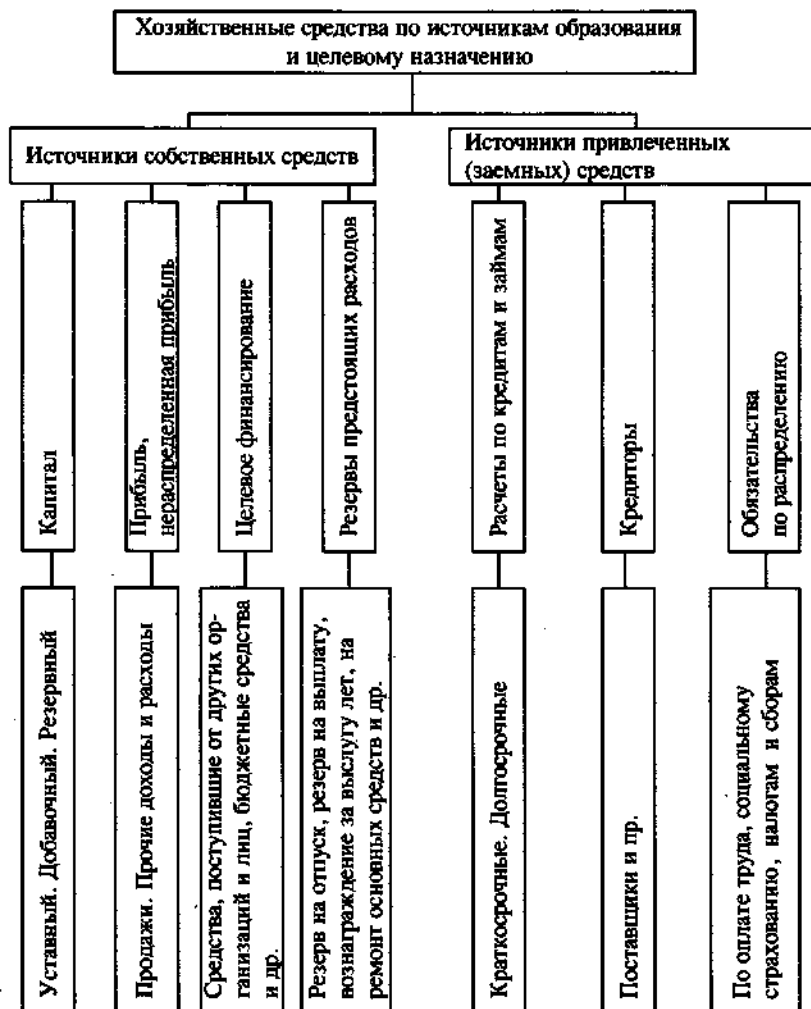 Хозяйственные средства по источникам образования
и целевому назначению
Источники собственных средств
Источники привлеченных
(заемных) средств
Капитал
Прибыль,
нераспределенная прибыль
Целевое финансирование
Резервы предстоящих расходов
Расчеты по кредитам и займам
Кредиторы
Обязательства
по распределению
Уставный. Добавочный. Резервный
Продажи. Прочие доходы и расходы
Средства, поступившие от других ор-
ганизаций и лиц, бюджетные средства
и др.
Резерв на отпуск, резерв на выплату,
вознаграждение за выслугу лет, на
ремонт основных средств и др.
Краткосрочные. Долгосрочные
Поставщики и пр.
По оплате труда, социальному
страхованию, налогам и сборам